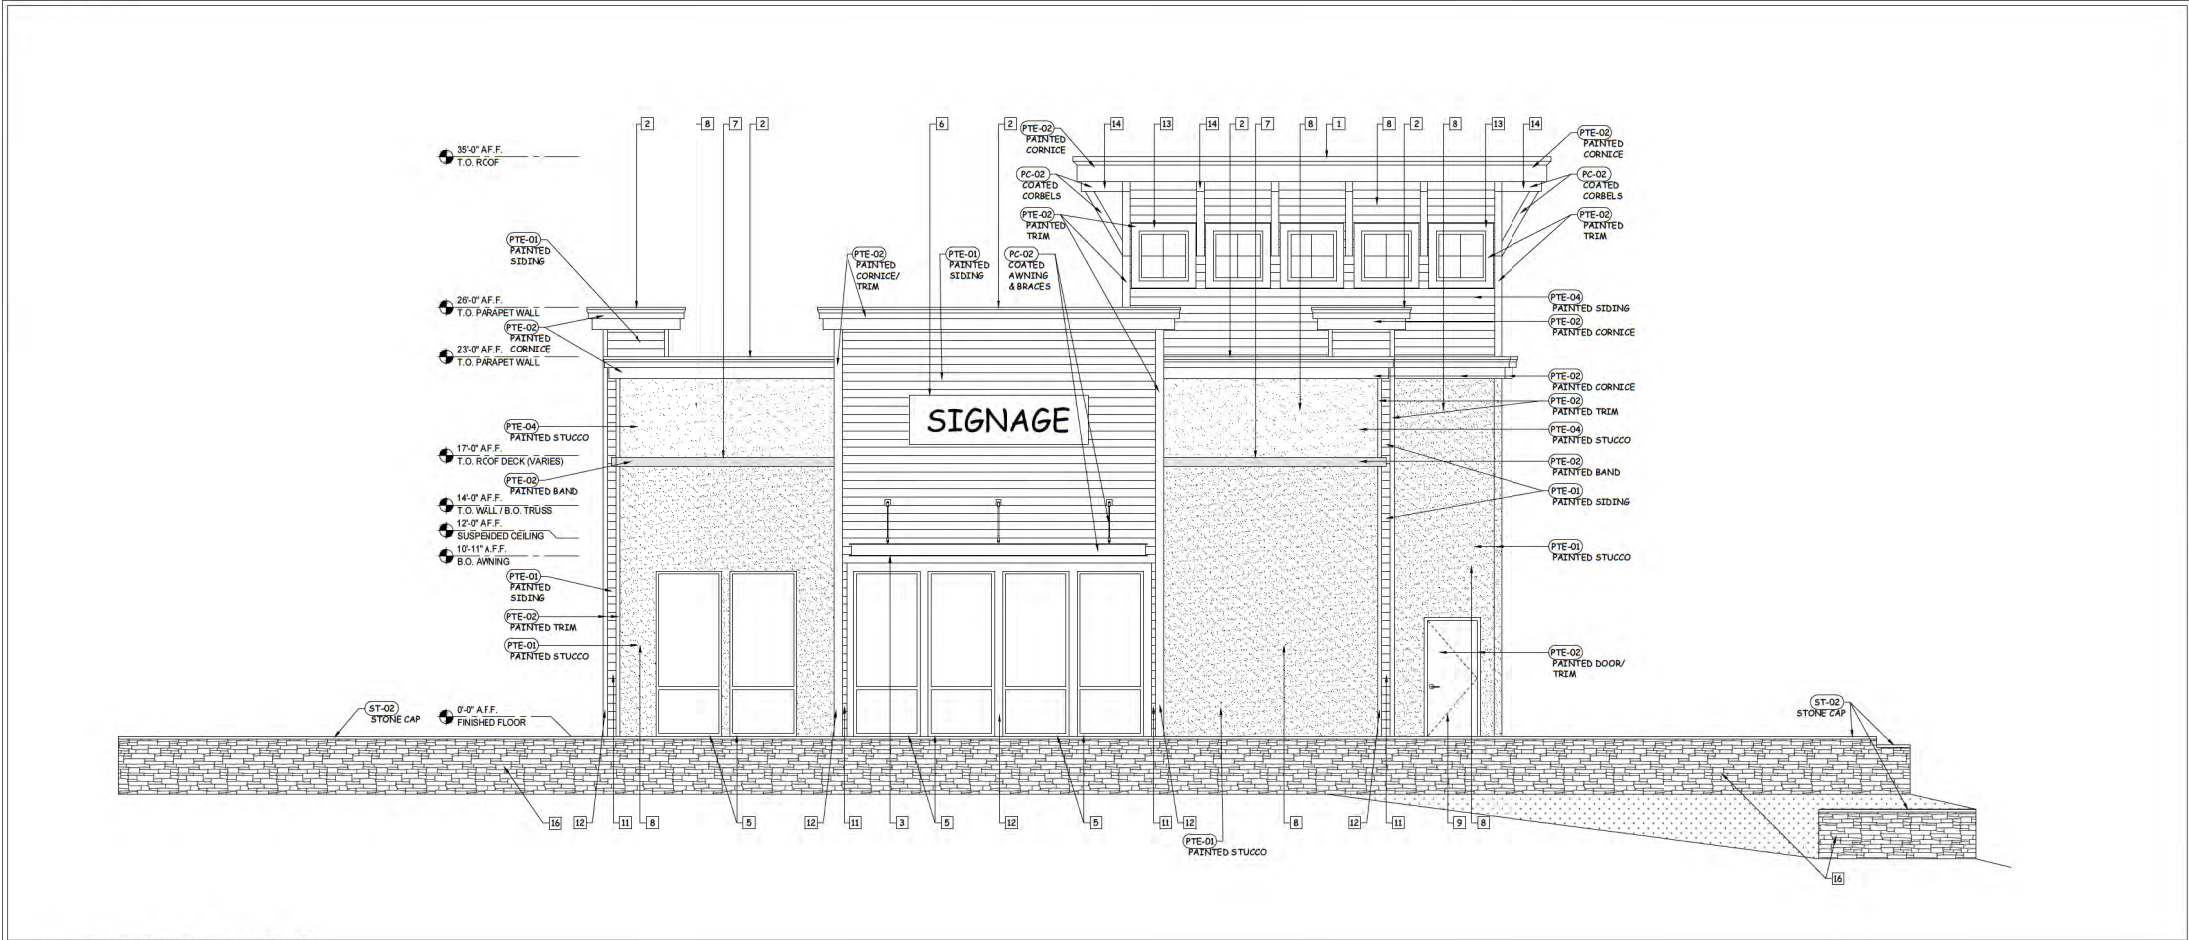 2 8 7 2 6 2 14 13 14 2 7 8 1 8 2 8 13 14
PTE-02
PAINTED
CORNICE
PTE-02
PAINTED
CORNICE
35'-0" A.F.F.
T.O. ROOF
PC-02
COATED
CORBELS
PC-02
COATED
CORBELS
PTE-02
PAINTED
TRIM
PTE-02
PAINTED
TRIM
PTE-01
PAINTED
SIDING
PTE-02
PAINTED
CORNICE/
TRIM
PTE-01
PAINTED
SIDING
PC-02
COATED
AWNING
& BRACES
26'-0" A.F.F.
T.O. PARAPET WALL
PTE-04
PAINTED SIDING
PTE-02
PAINTED
CORNICE
PTE-02
PAINTED CORNICE
23'-0" A.F.F.
T.O. PARAPET WALL
PTE-02
PAINTED CORNICE
PTE-02
PAINTED TRIM
SIGNAGE
PTE-04
PAINTED STUCCO
PTE-04
PAINTED STUCCO
17'-0" A.F.F.
T.O. ROOF DECK (VARIES)
PTE-02
PAINTED BAND
PTE-02
PAINTED BAND
PTE-01
PAINTED SIDING
14'-0" A.F.F.
T.O. WALL / B.O. TRUSS
12'-0" A.F.F.
SUSPENDED CEILING
10'-11" A.F.F.
B.O. AWNING
PTE-01
PAINTED STUCCO
PTE-01
PAINTED
SIDING
PTE-02
PAINTED TRIM
PTE-01
PAINTED STUCCO
PTE-02
PAINTED DOOR/
TRIM
ST-02
STONE CAP
0'-0" A.F.F.
FINISHED FLOOR
ST-02
STONE CAP
16 12 11 8 5 12 11 3 5 12 5 11 12 8 12 11 9 8
PTE-01
PAINTED STUCCO
16